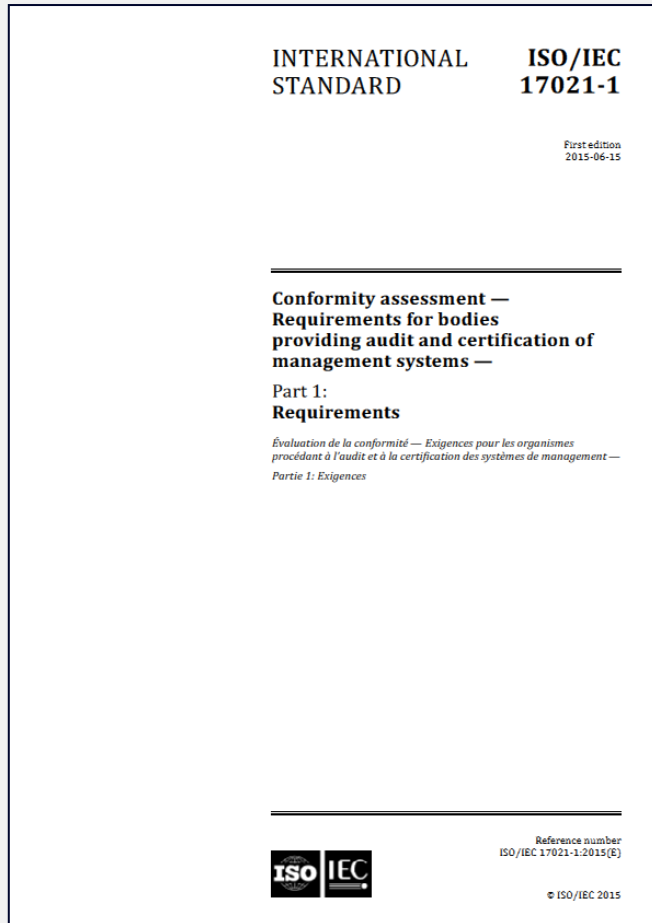 INTERNATIONAL
STANDARD
ISO/IEC
17021-1
First edition
2015-06-15
Conformity assessment —
Requirements for bodies
providing audit and certification of
management systems —
Part 1:
Requirements
Évaluation de la conformité — Exigences pour les organismes
procédant à l'audit et à la certification des systèmes de management —
Partie 1: Exigences
Reference number
ISO/IEC 17021-1:2015(E)
ISO IEC
© ISO/IEC 2015